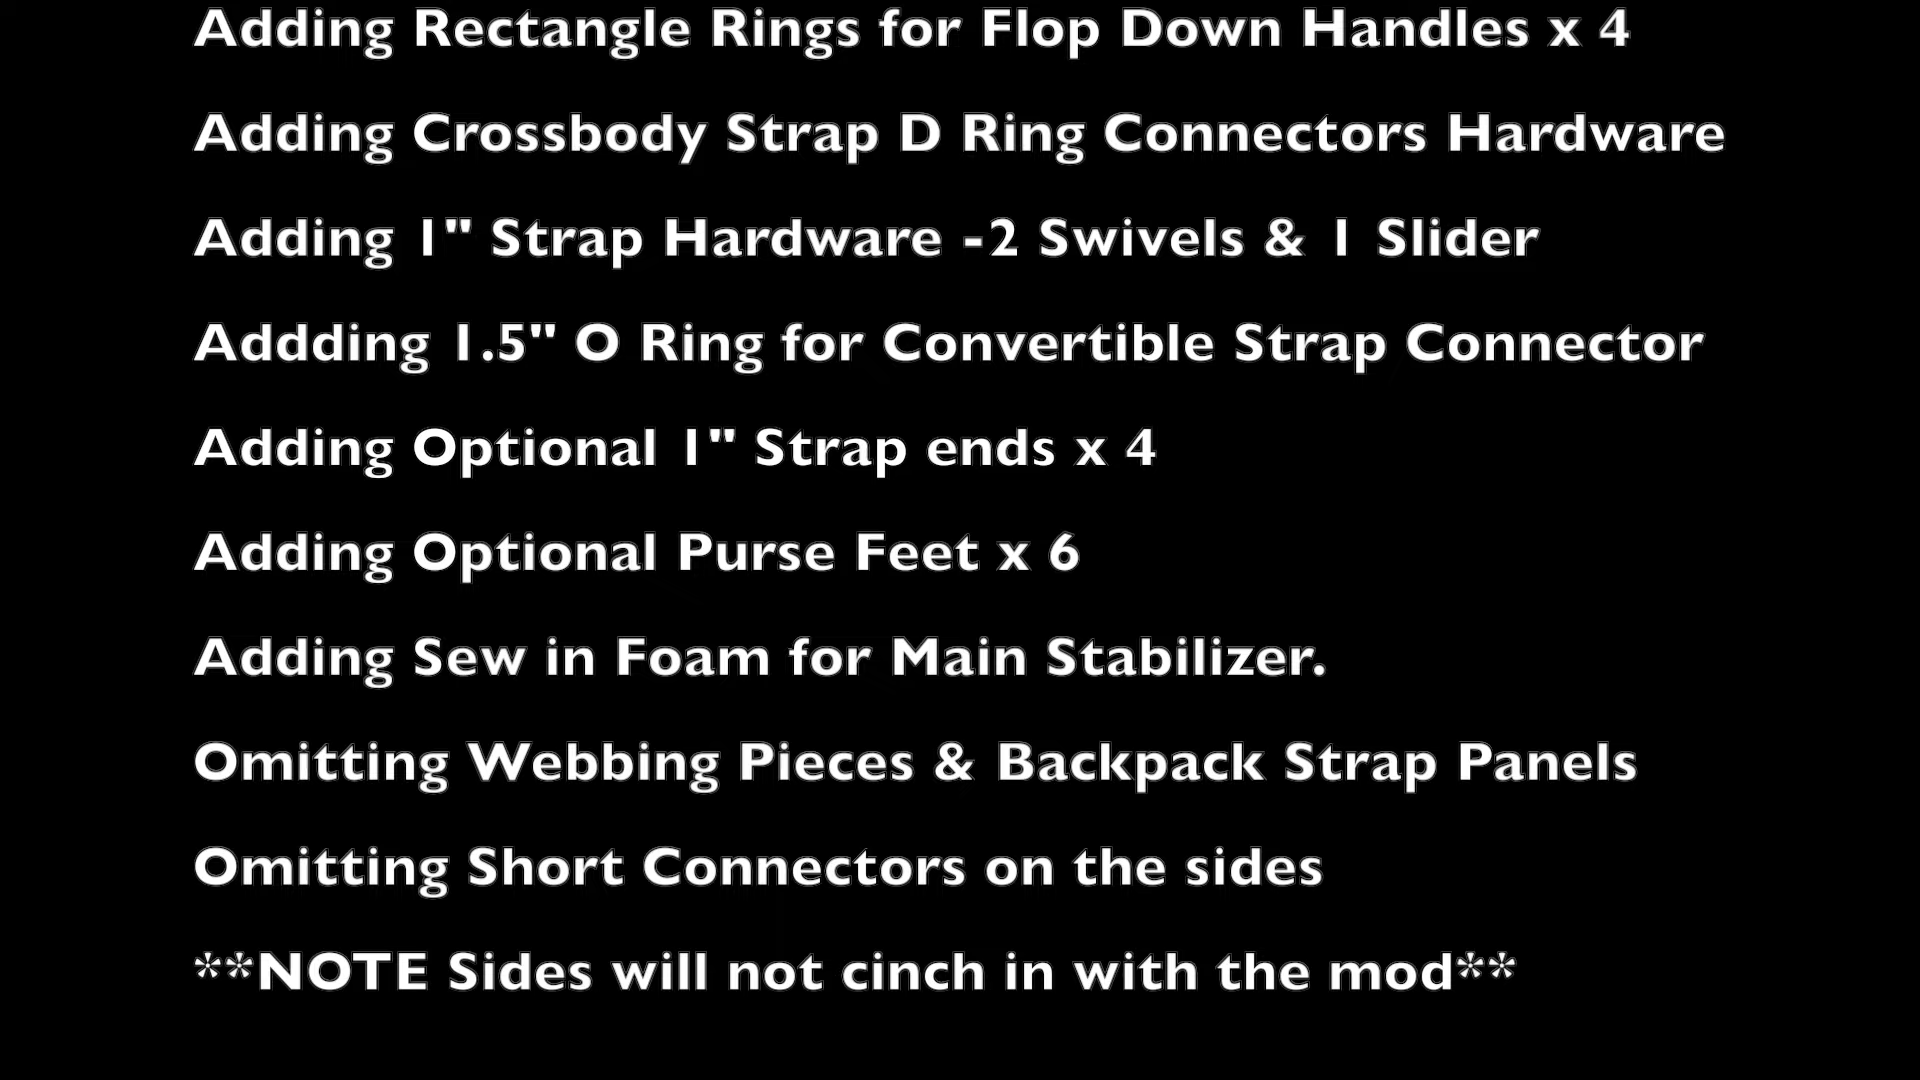 Adding Rectangle Rings for Flop Down Handles x 4
Adding Crossbody Strap D Ring Connectors Hardware
Adding 1" Strap Hardware -2 Swivels & 1 Slider
Addding 1.5" O Ring for Convertible Strap Connector
Adding Optional 1" Strap ends x 4
Adding Optional Purse Feet x 6
Adding Sew in Foam for Main Stabilizer.
Omitting Webbing Pieces & Backpack Strap Panels
Omitting Short Connectors on the sides
**NOTE Sides will not cinch in with the mod**